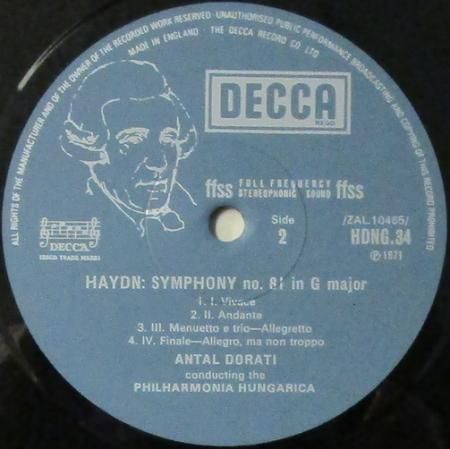 ALL RIGHTS OF THE MANUFACTURER AND OF THE OWNER OF THE RECORDED WORK RESERVED · UNAUTHORISED PUBLIC PERFORMANCE BROADCASTING AND COPYING OF THIS RECORD PROHIBITED
MADE IN ENGLAND · THE DECCA RECORD CO LTD
DECCA
REGD
ffss FULL FREQUENCY STEREOPHONIC SOUND ffss
DECCA
(REGD TRADE MARK)
Side
2
/ZAL.10465/
HDNG.34
Ⓟ 1971
HAYDN: SYMPHONY no. 81 in G major
1. I. Vivace
2. II. Andante
3. III. Menuetto e trio—Allegretto
4. IV. Finale—Allegro, ma non troppo
ANTAL DORATI
conducting the
PHILHARMONIA HUNGARICA